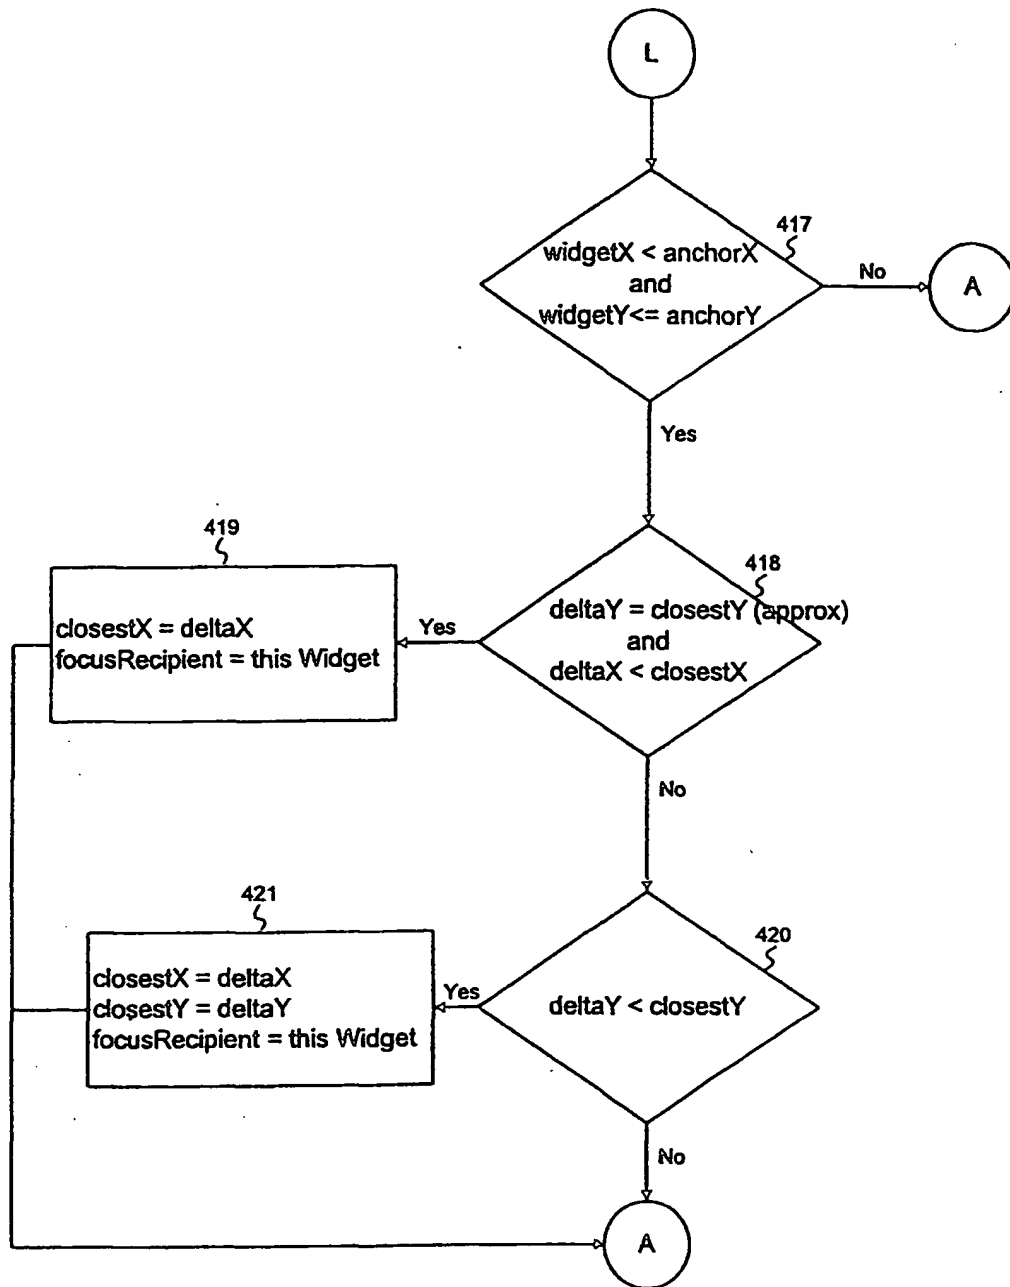 L
417
widgetX < anchorX
and
widgetY<= anchorY
No
A
Yes
419
418
closestX = deltaX
focusRecipient = this Widget
Yes
deltaY = closestY (approx)
and
deltaX < closestX
No
421
420
closestX = deltaX
closestY = deltaY
focusRecipient = this Widget
Yes
deltaY < closestY
No
A